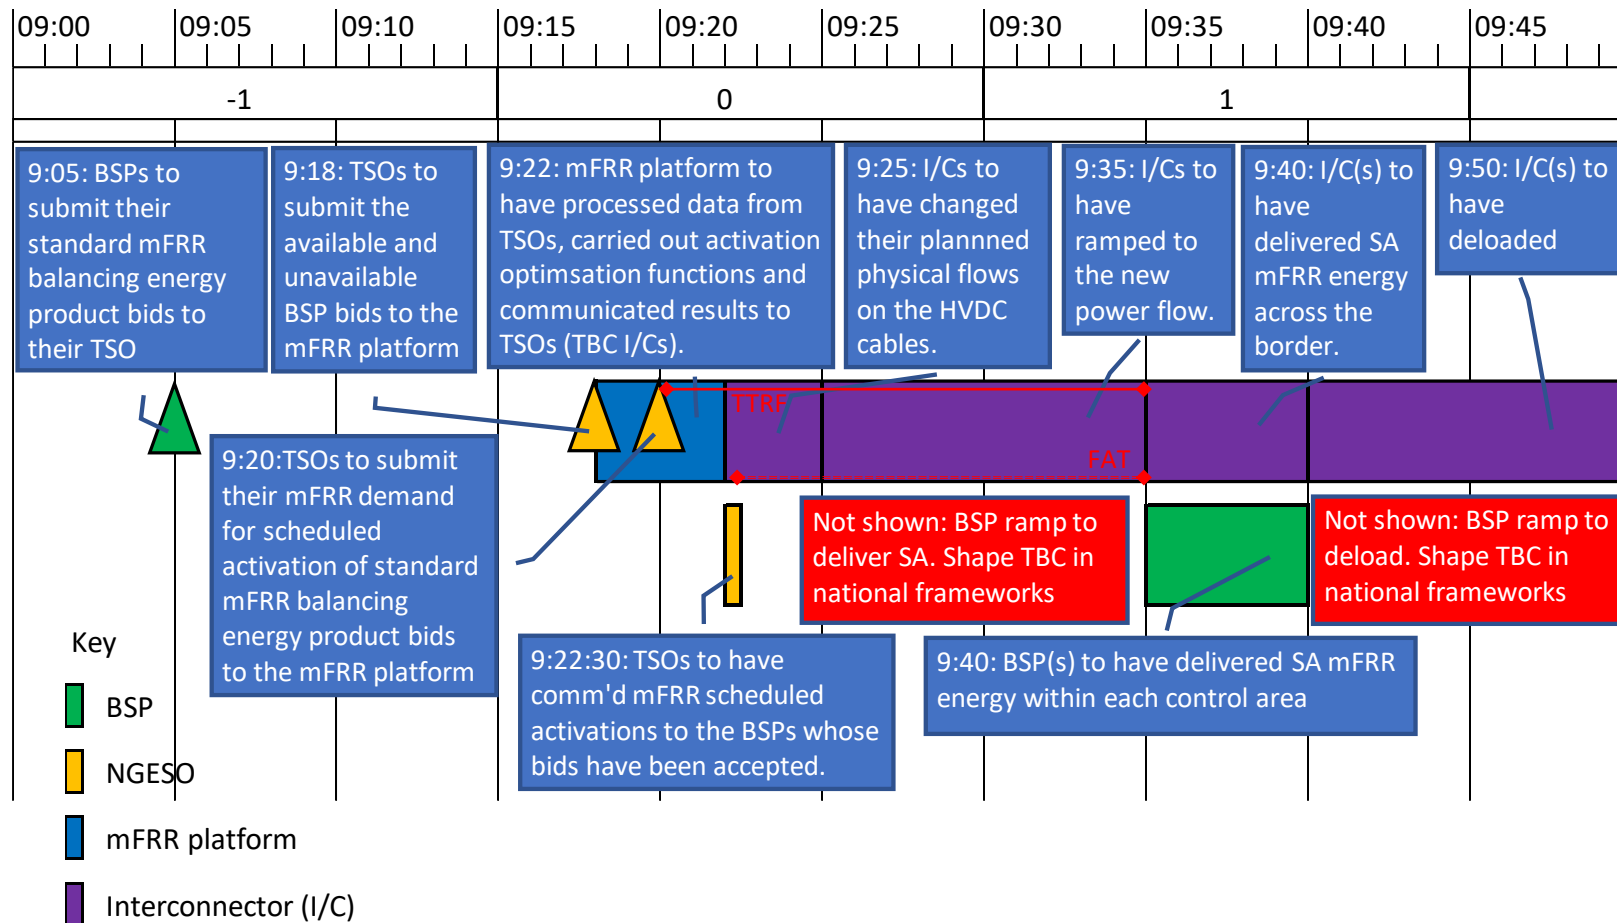 09:00 09:05 09:10 09:15 09:20 09:25 09:30 09:35 09:40 09:45
-1 0 1
9:05: BSPs to
submit their
standard mFRR
balancing energy
product bids to
their TSO
9:18: TSOs to
submit the
available and
unavailable
BSP bids to the
mFRR platform
9:22: mFRR platform to
have processed data from
TSOs, carried out activation
optimsation functions and
communicated results to
TSOs (TBC I/Cs).
9:25: I/Cs to
have changed
their plannned
physical flows
on the HVDC
cables.
9:35: I/Cs to
have
ramped to
the new
power flow.
9:40: I/C(s) to
have
delivered SA
mFRR energy
across the
border.
9:50: I/C(s) to
have
deloaded
TTRF
FAT
9:20:TSOs to submit
their mFRR demand
for scheduled
activation of standard
mFRR balancing
energy product bids
to the mFRR platform
Not shown: BSP ramp to
deliver SA. Shape TBC in
national frameworks
Not shown: BSP ramp to
deload. Shape TBC in
national frameworks
9:22:30: TSOs to have
comm'd mFRR scheduled
activations to the BSPs whose
bids have been accepted.
9:40: BSP(s) to have delivered SA mFRR
energy within each control area
Key
BSP
NGESO
mFRR platform
Interconnector (I/C)